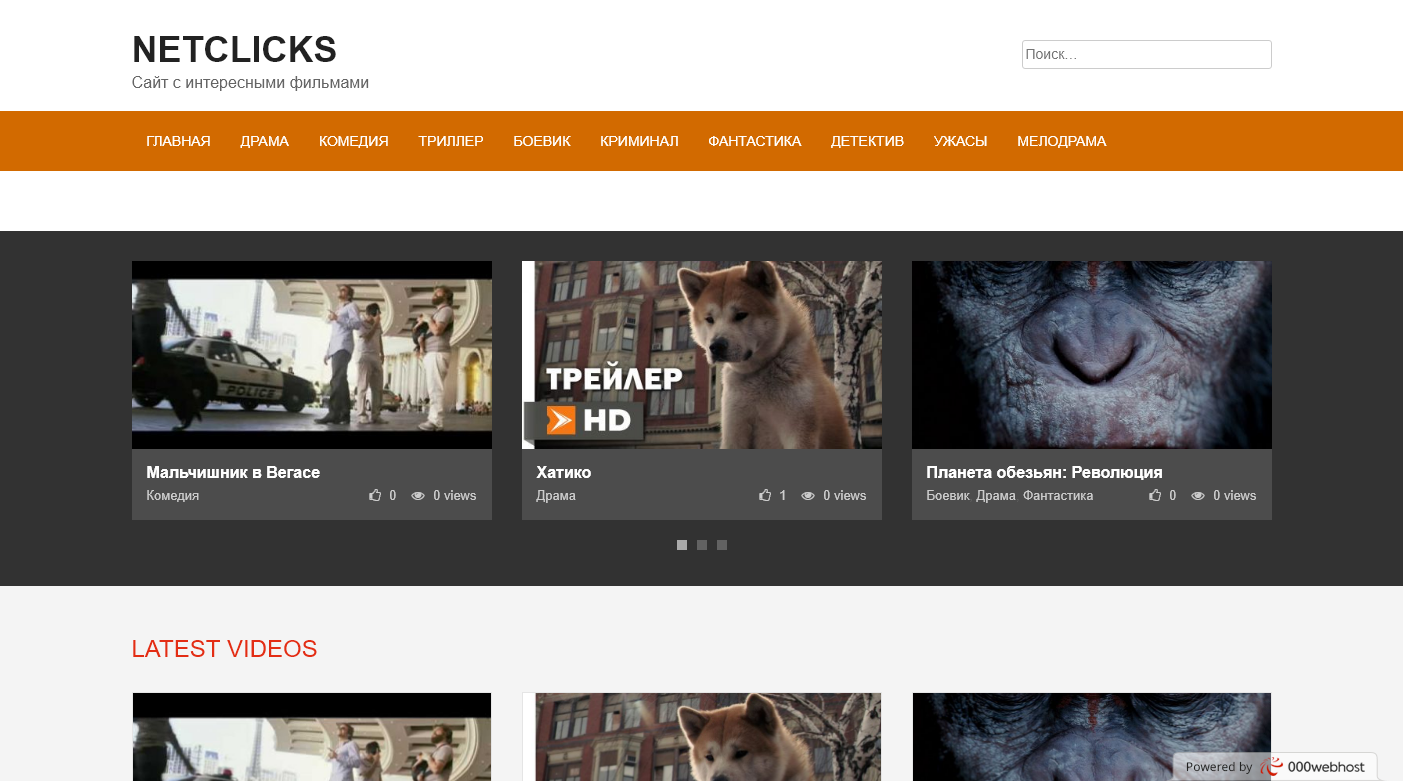 NETCLICKS
Сайт с интересными фильмами
Поиск...
ГЛАВНАЯ ДРАМА КОМЕДИЯ ТРИЛЛЕР БОЕВИК КРИМИНАЛ ФАНТАСТИКА ДЕТЕКТИВ УЖАСЫ МЕЛОДРАМА
POLICE
ТРЕЙЛЕР
HD
Мальчишник в Вегасе
Комедия 0 0 views
Хатико
Драма 1 0 views
Планета обезьян: Революция
Боевик Драма Фантастика 0 0 views
LATEST VIDEOS
Powered by 000webhost